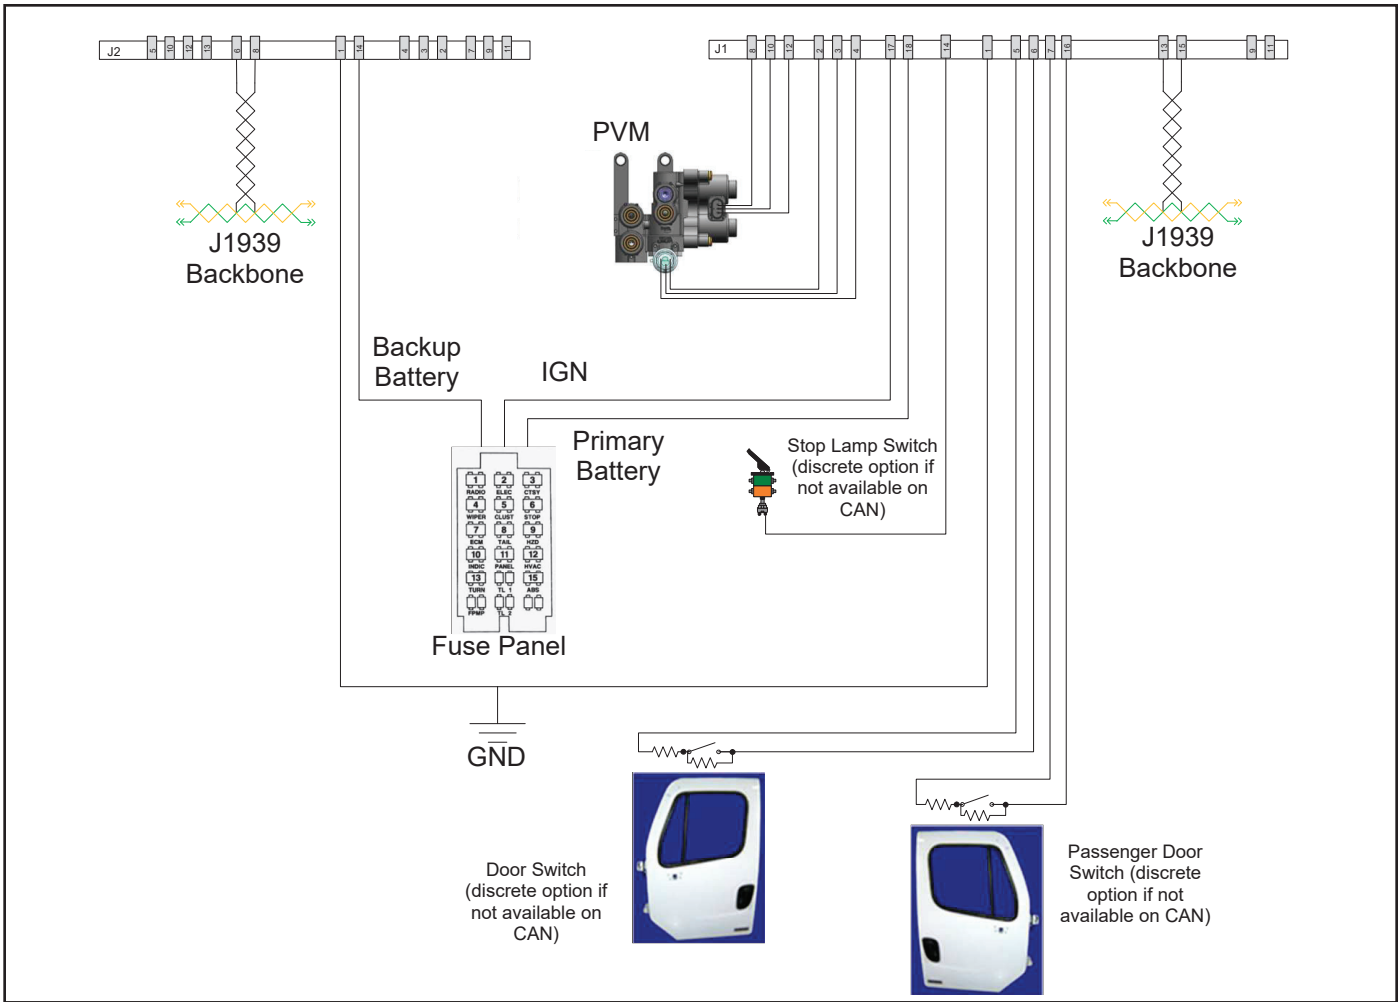 J2
5 10 12 13 6 8 1 14 4 3 2 7 9 11
J1
8 10 12 2 3 4 17 18 14 1 5 6 7 16 13 15 9 11
PVM
J1939
Backbone
J1939
Backbone
Backup
Battery
IGN
Primary
Battery
Stop Lamp Switch
(discrete option if
not available on
CAN)
1 2 3
RADIO ELEC CTSY
4 5 6
WIPER CLUST STOP
7 8 9
ECM TAIL HZD
10 11 12
INDIC PANEL HVAC
13 15
TURN TL 1 ABS
FPMP TL 2
Fuse Panel
GND
Door Switch
(discrete option if
not available on
CAN)
Passenger Door
Switch (discrete
option if not
available on CAN)